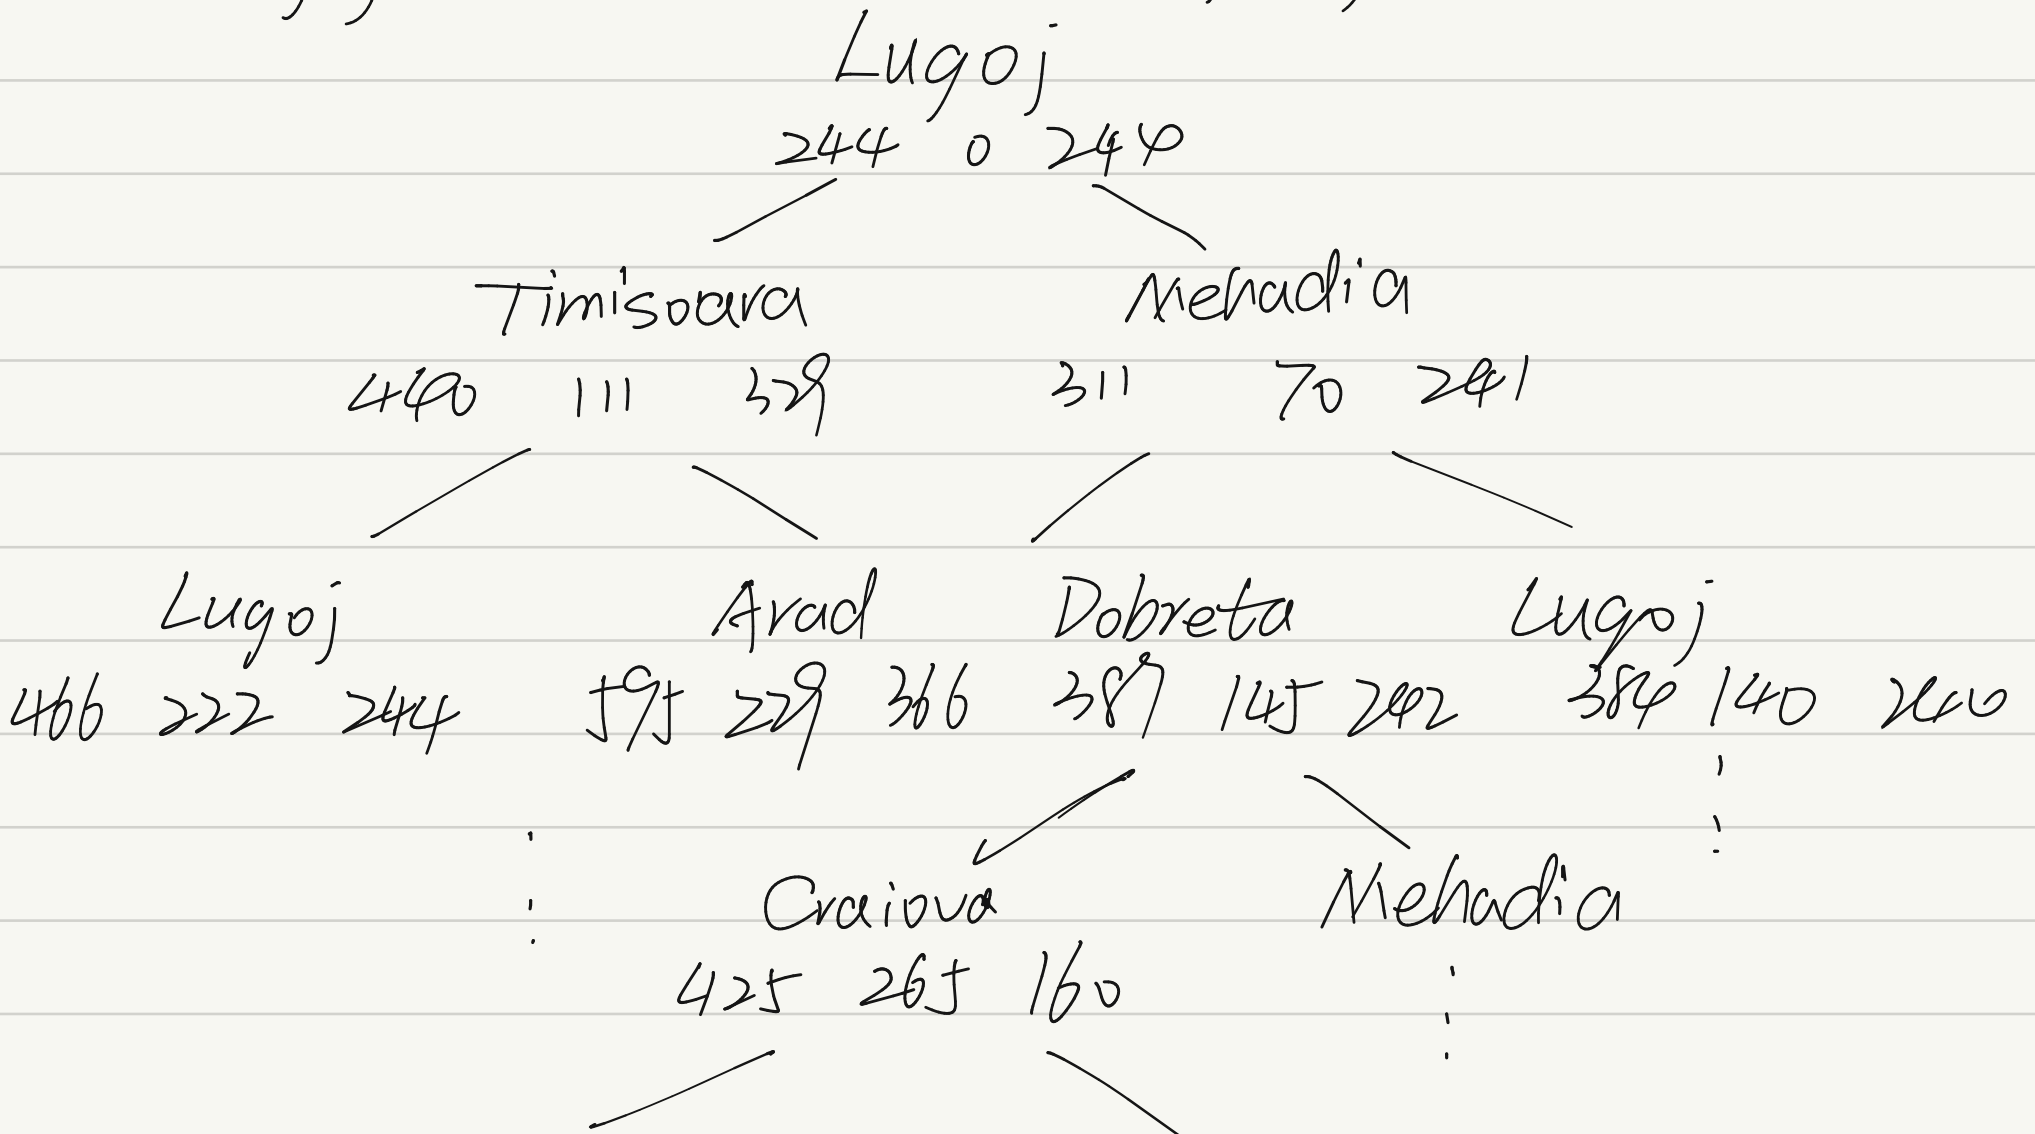 Lugoj
244 0 244
Timisoara Mehadia
440 111 329 311 70 241
Lugoj Arad Dobreta Lugoj
466 222 244 595 229 366 387 145 242 384 140 240
Craiova Mehadia
425 265 160